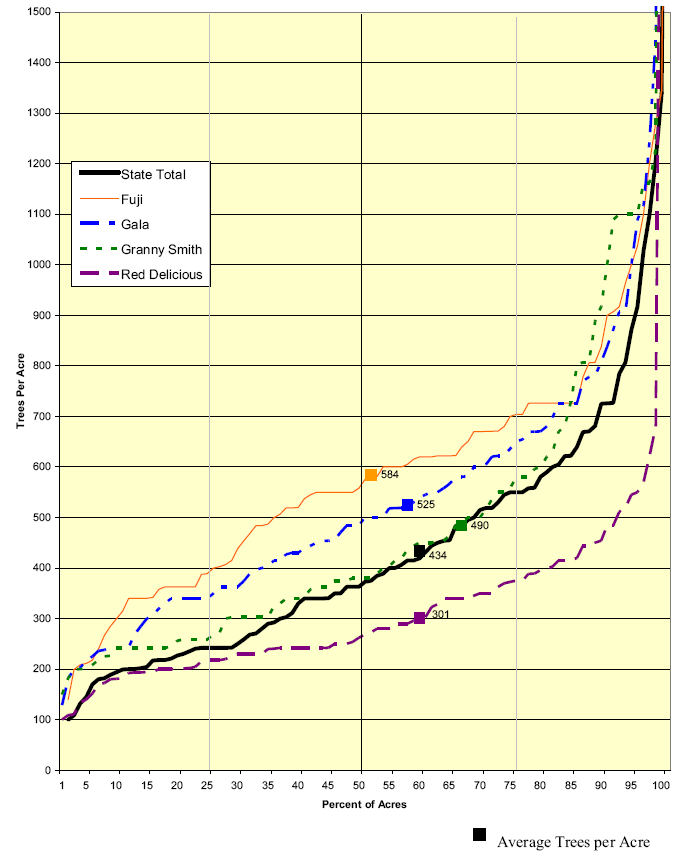 1500
1400
1300
1200
1100
1000
900
800
700
600
500
400
300
200
100
0
Trees Per Acre
State Total
Fuji
Gala
Granny Smith
Red Delicious
584
525
490
434
301
1 5 10 15 20 25 30 35 40 45 50 55 60 65 70 75 80 85 90 95 100
Percent of Acres
Average Trees per Acre